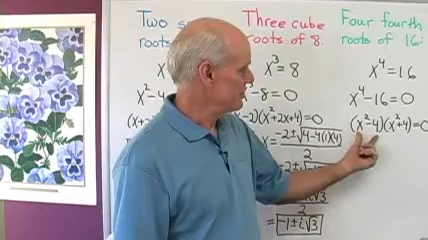 Two
roots
x
x²-4
(x+
Three cube
roots of 8.
x³ = 8
-8=0
-2)(x²+2x+4)=0
x = -2±√4-4(1)(4)
2
-2±√
2
2
-1±i√3
Four fourth
roots of 16:
x⁴=16
x⁴-16=0
(x²-4)(x²+4)=0